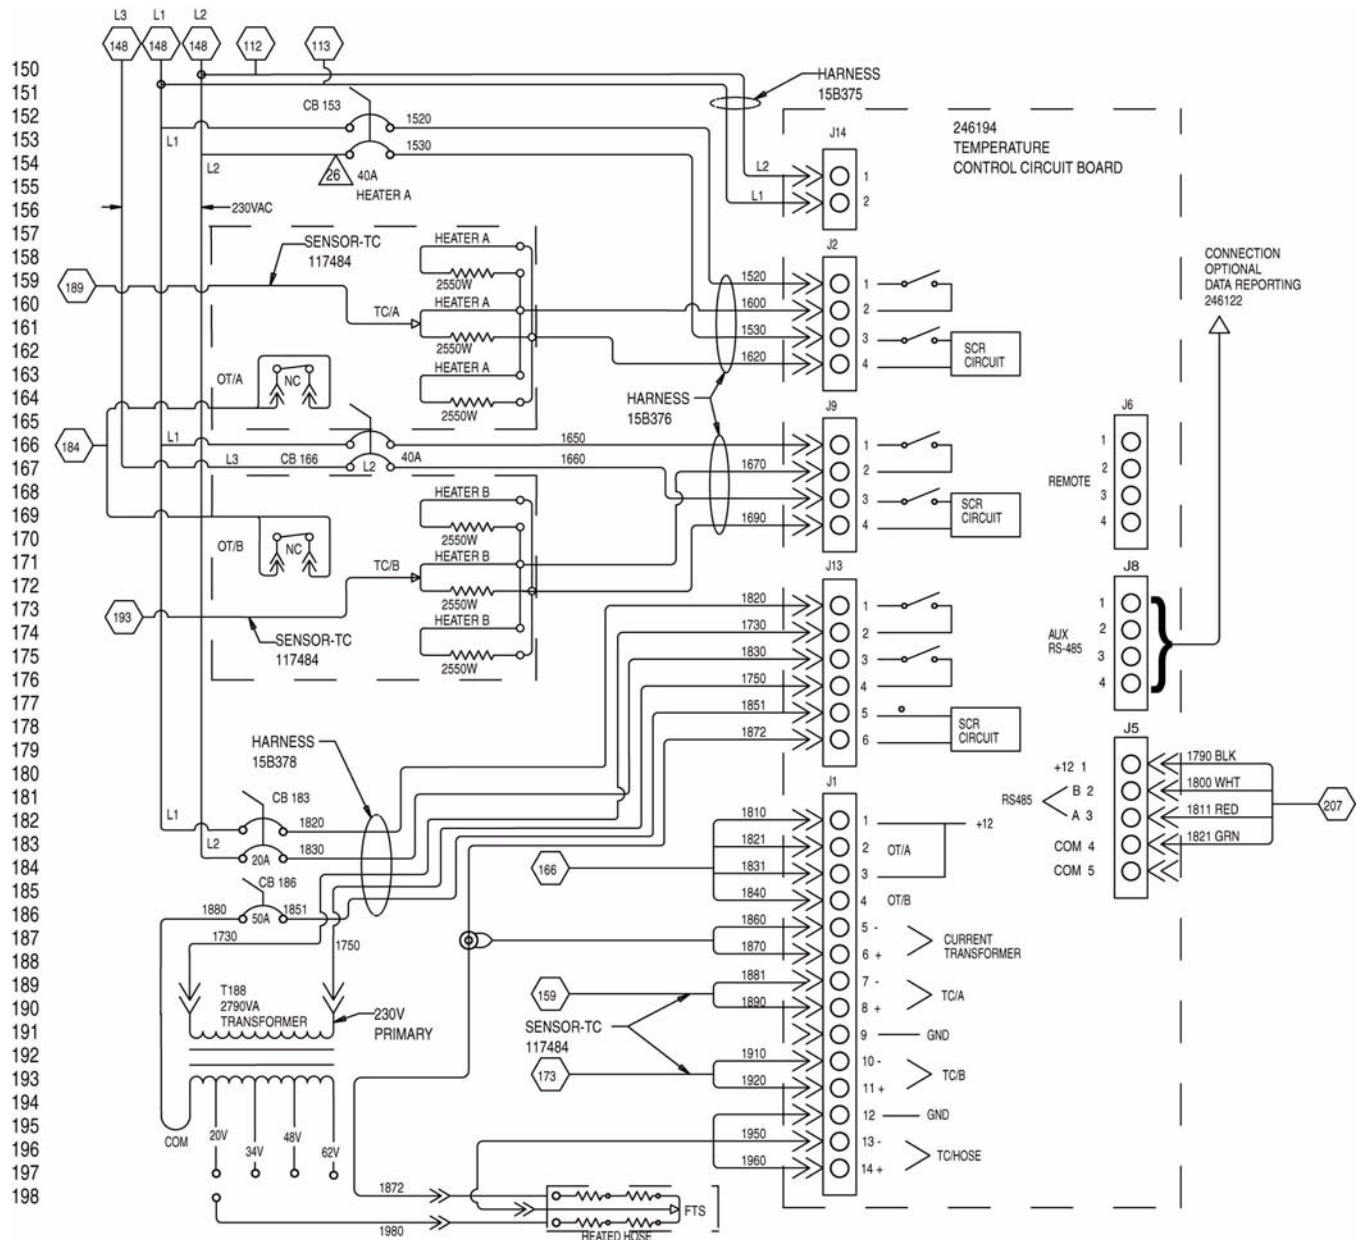 L3 L1 L2
148 148 148 112 113
150
151
152
153
154
155
156
157
158
159
160
161
162
163
164
165
166
167
168
169
170
171
172
173
174
175
176
177
178
179
180
181
182
183
184
185
186
187
188
189
190
191
192
193
194
195
196
197
198
HARNESS
15B375
CB 153
1520
L1
1530
L2
26
40A
HEATER A
230VAC
246194
TEMPERATURE
CONTROL CIRCUIT BOARD
J14
L2 1
L1 2
SENSOR-TC
117484
189
TC/A
HEATER A
2550W
HEATER A
2550W
HEATER A
2550W
OT/A
NC
J2
1520 1
1600 2
1530 3
1620 4
SCR
CIRCUIT
CONNECTION
OPTIONAL
DATA REPORTING
246122
HARNESS
15B376
184
L1
L3
CB 166
L2
40A
1650
1660
J9
1
1670 2
3
1690 4
SCR
CIRCUIT
J6
REMOTE
1
2
3
4
HEATER B
2550W
HEATER B
2550W
HEATER B
2550W
OT/B
NC
TC/B
193
SENSOR-TC
117484
J13
1820 1
1730 2
1830 3
1750 4
1851 5
1872 6
SCR
CIRCUIT
J8
AUX
RS-485
1
2
3
4
HARNESS
15B378
CB 183
L1
1820
L2
20A
1830
CB 186
1880
50A
1851
1730
1750
T188
2790VA
TRANSFORMER
230V
PRIMARY
COM
20V
34V
48V
62V
J5
+12 1 1790 BLK
RS485
B 2 1800 WHT
A 3 1811 RED
COM 4 1821 GRN
COM 5
207
J1
1810 1
+12
1821 2 OT/A
1831 3
1840 4 OT/B
166
1860 5 -
1870 6 +
CURRENT
TRANSFORMER
1881 7 -
1890 8 +
TC/A
159
SENSOR-TC
117484
9 GND
1910 10 -
1920 11 +
TC/B
173
12 GND
1950 13 -
1960 14 +
TC/HOSE
1872
1980
FTS
HEATED HOSE